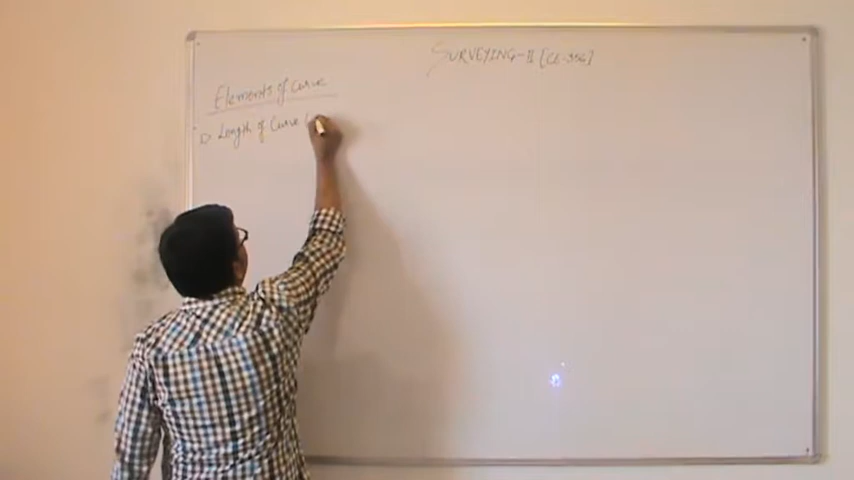 SURVEYING-II [CE-356]
Elements of Curve
1) Length of Curve (